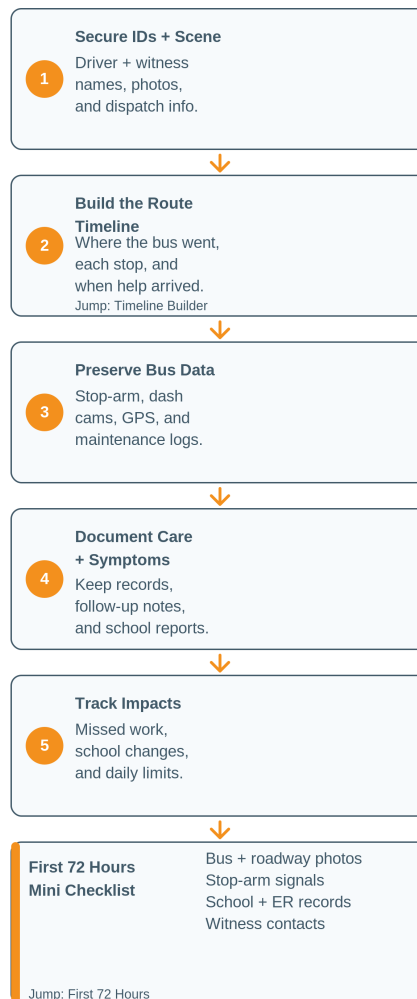 Secure IDs + Scene
1
Driver + witness
names, photos,
and dispatch info.
Build the Route
Timeline
2
Where the bus went,
each stop, and
when help arrived.
Jump: Timeline Builder
Preserve Bus Data
3
Stop-arm, dash
cams, GPS, and
maintenance logs.
Document Care
+ Symptoms
4
Keep records,
follow-up notes,
and school reports.
Track Impacts
5
Missed work,
school changes,
and daily limits.
First 72 Hours
Mini Checklist
Bus + roadway photos
Stop-arm signals
School + ER records
Witness contacts
Jump: First 72 Hours